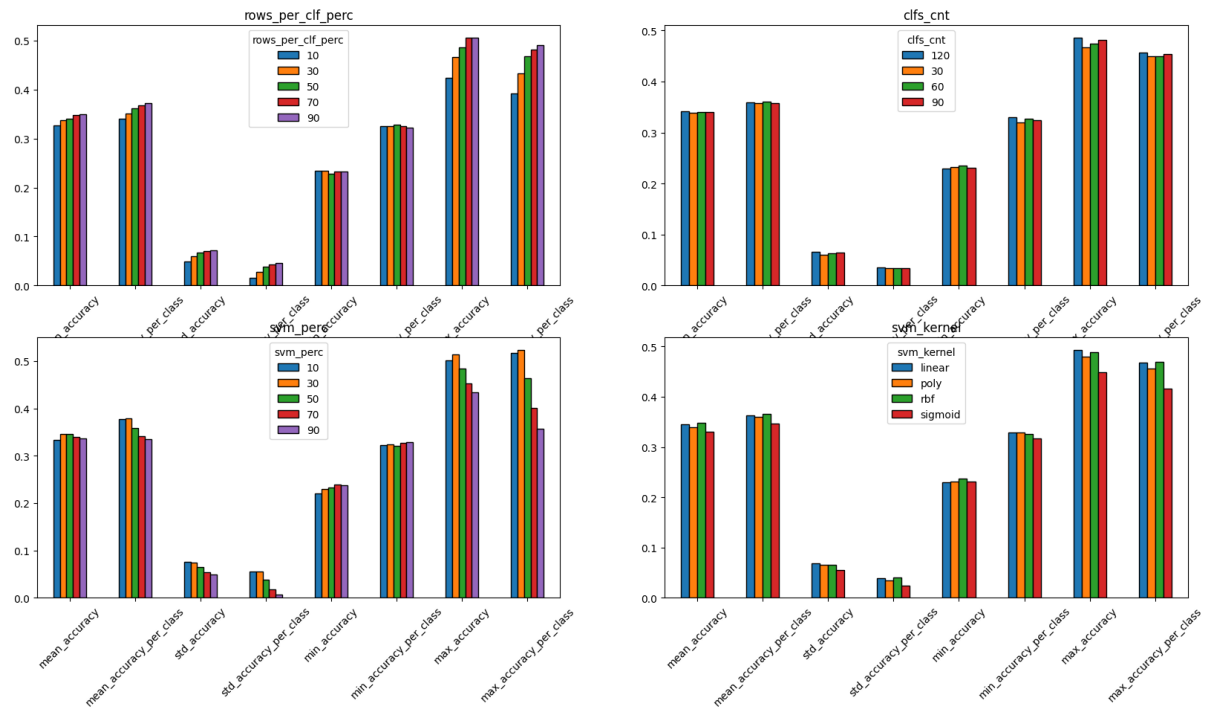 rows_per_clf_perc
rows_per_clf_perc
10
30
50
70
90
0.5
0.4
0.3
0.2
0.1
0.0
clfs_cnt
clfs_cnt
120
30
60
90
0.5
0.4
0.3
0.2
0.1
0.0
svm_perc
svm_perc
10
30
50
70
90
0.5
0.4
0.3
0.2
0.1
0.0
mean_accuracy
mean_accuracy_per_class
std_accuracy
std_accuracy_per_class
min_accuracy
min_accuracy_per_class
max_accuracy
max_accuracy_per_class
svm_kernel
svm_kernel
linear
poly
rbf
sigmoid
0.5
0.4
0.3
0.2
0.1
0.0
mean_accuracy
mean_accuracy_per_class
std_accuracy
std_accuracy_per_class
min_accuracy
min_accuracy_per_class
max_accuracy
max_accuracy_per_class